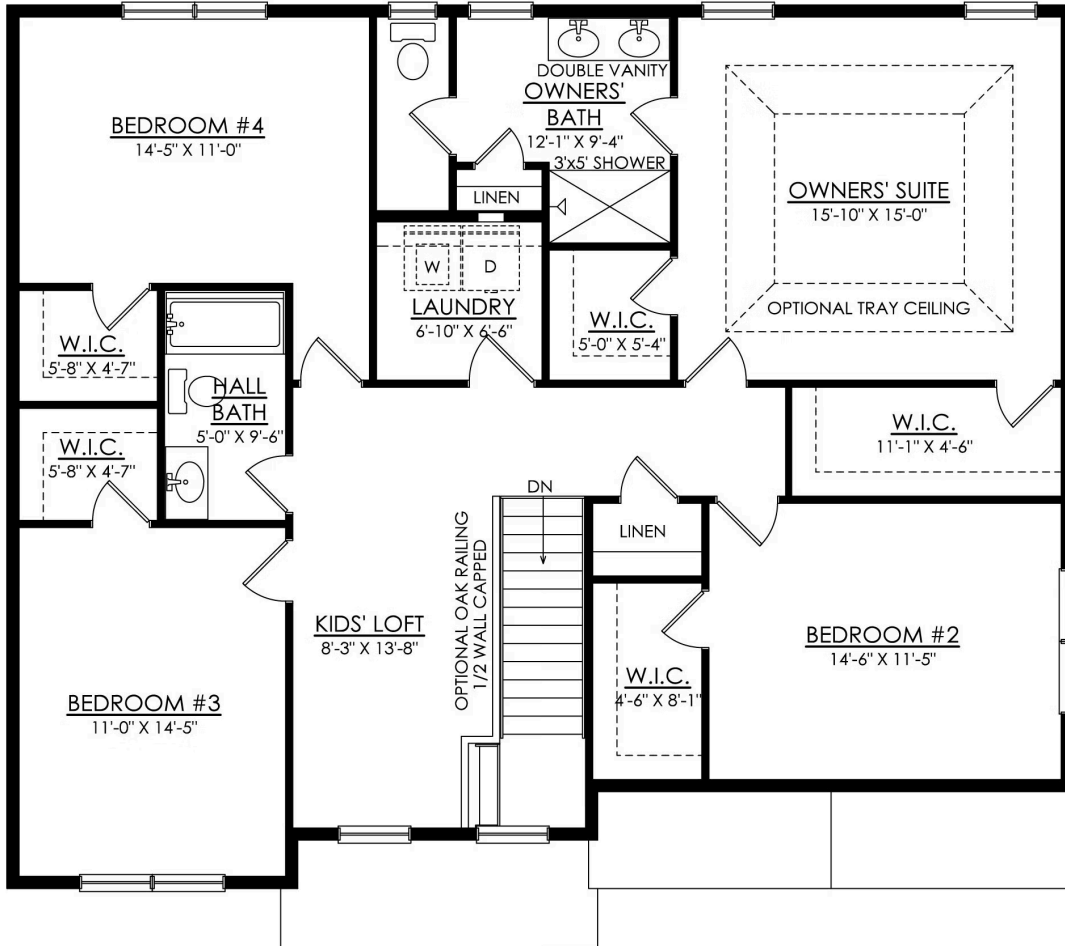 DOUBLE VANITY
OWNERS'
BATH
12'-1" X 9'-4"
3'x5' SHOWER
LINEN
BEDROOM #4
14'-5" X 11'-0"
OWNERS' SUITE
15'-10" X 15'-0"
OPTIONAL TRAY CEILING
W
D
LAUNDRY
6'-10" X 6'-6"
W.I.C.
5'-0" X 5'-4"
W.I.C.
5'-8" X 4'-7"
HALL
BATH
5'-0" X 9'-6"
W.I.C.
5'-8" X 4'-7"
W.I.C.
11'-1" X 4'-6"
DN
LINEN
OPTIONAL OAK RAILING
1/2 WALL CAPPED
KIDS' LOFT
8'-3" X 13'-8"
BEDROOM #2
14'-6" X 11'-5"
W.I.C.
4'-6" X 8'-1"
BEDROOM #3
11'-0" X 14'-5"